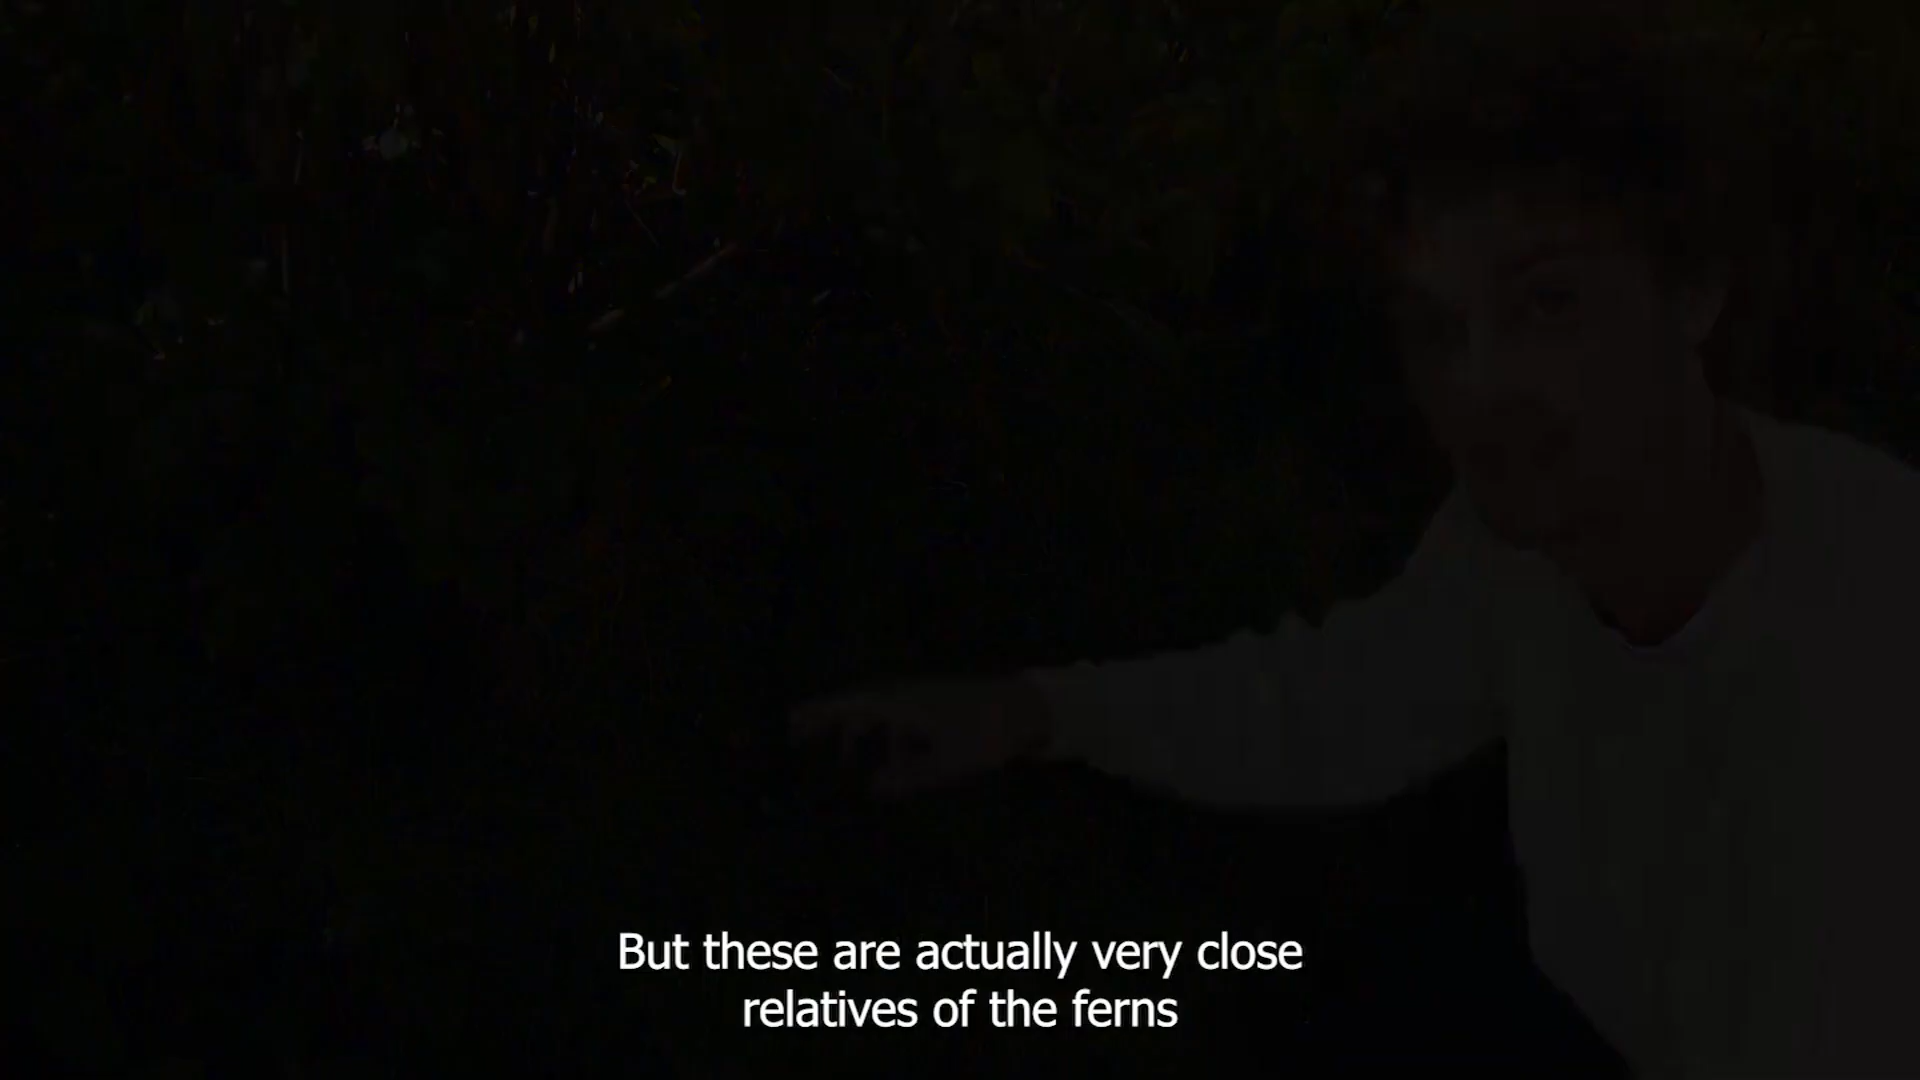 But these are actually very close
relatives of the ferns